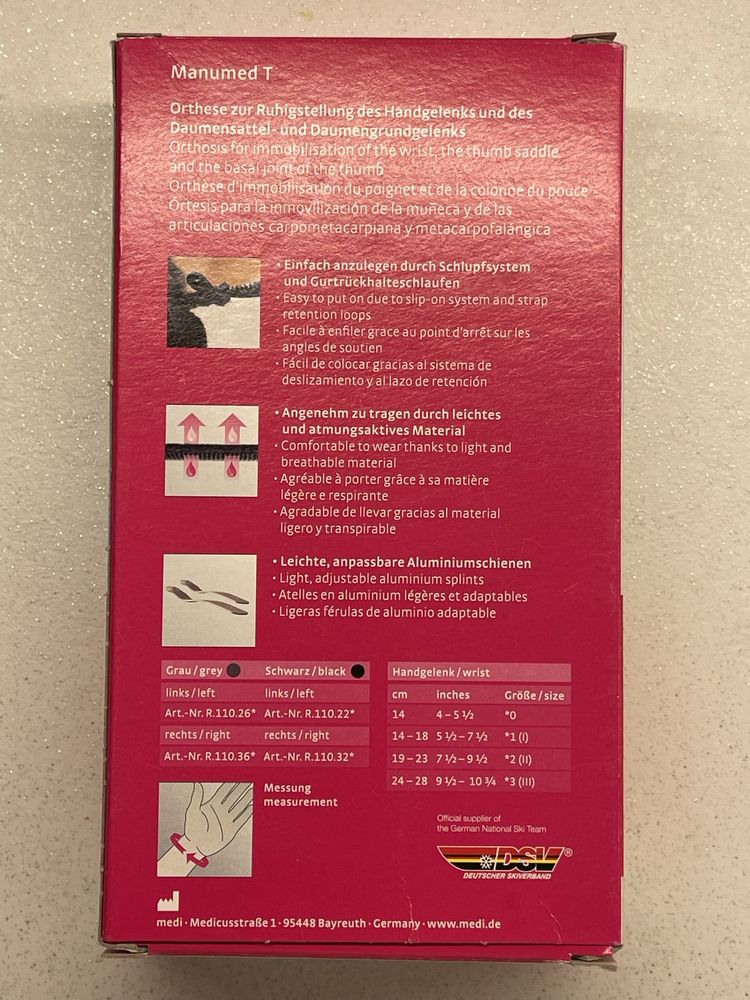 Manumed T
Orthese zur Ruhigstellung des Handgelenks und des
Daumensattel- und Daumengrundgelenks
Orthosis for immobilisation of the wrist, the thumb saddle
and the basal joint of the thumb
Orthèse d'immobilisation du poignet et de la colonne du pouce
Órtesis para la inmovilización de la muñeca y de las
articulaciones carpometacarpiana y metacarpofalángica
• Einfach anzulegen durch Schlupfsystem
und Gurtrückhalteschlaufen
• Easy to put on due to slip-on system and strap
retention loops
• Facile à enfiler grace au point d'arrêt sur les
angles de soutien
• Fácil de colocar gracias al sistema de
deslizamiento y al lazo de retención
• Angenehm zu tragen durch leichtes
und atmungsaktives Material
• Comfortable to wear thanks to light and
breathable material
• Agréable à porter grâce à sa matière
légère e respirante
• Agradable de llevar gracias al material
ligero y transpirable
• Leichte, anpassbare Aluminiumschienen
• Light, adjustable aluminium splints
• Atelles en aluminium légères et adaptables
• Ligeras férulas de aluminio adaptable
Grau / grey Schwarz / black
links / left links / left
Art.-Nr. R.110.26* Art.-Nr. R.110.22*
rechts / right rechts / right
Art.-Nr. R.110.36* Art.-Nr. R.110.32*
Handgelenk / wrist
cm inches Größe / size
14 4 – 5 ½ *0
14 – 18 5 ½ – 7 ½ *1 (I)
19 – 23 7 ½ – 9 ½ *2 (II)
24 – 28 9 ½ – 10 ¾ *3 (III)
Messung
measurement
Official supplier of
the German National Ski Team
DSV®
DEUTSCHER SKIVERBAND
medi · Medicusstraße 1 · 95448 Bayreuth · Germany · www.medi.de